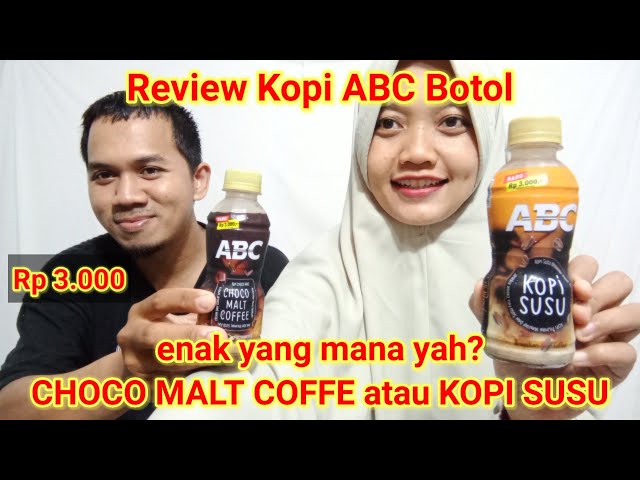 Review Kopi ABC Botol
Rp 3.000
enak yang mana yah?
CHOCO MALT COFFE atau KOPI SUSU
ABC
CHOCO
MALT
COFFEE
BARU
Rp 3.000,-
ABC
KOPI
SUSU